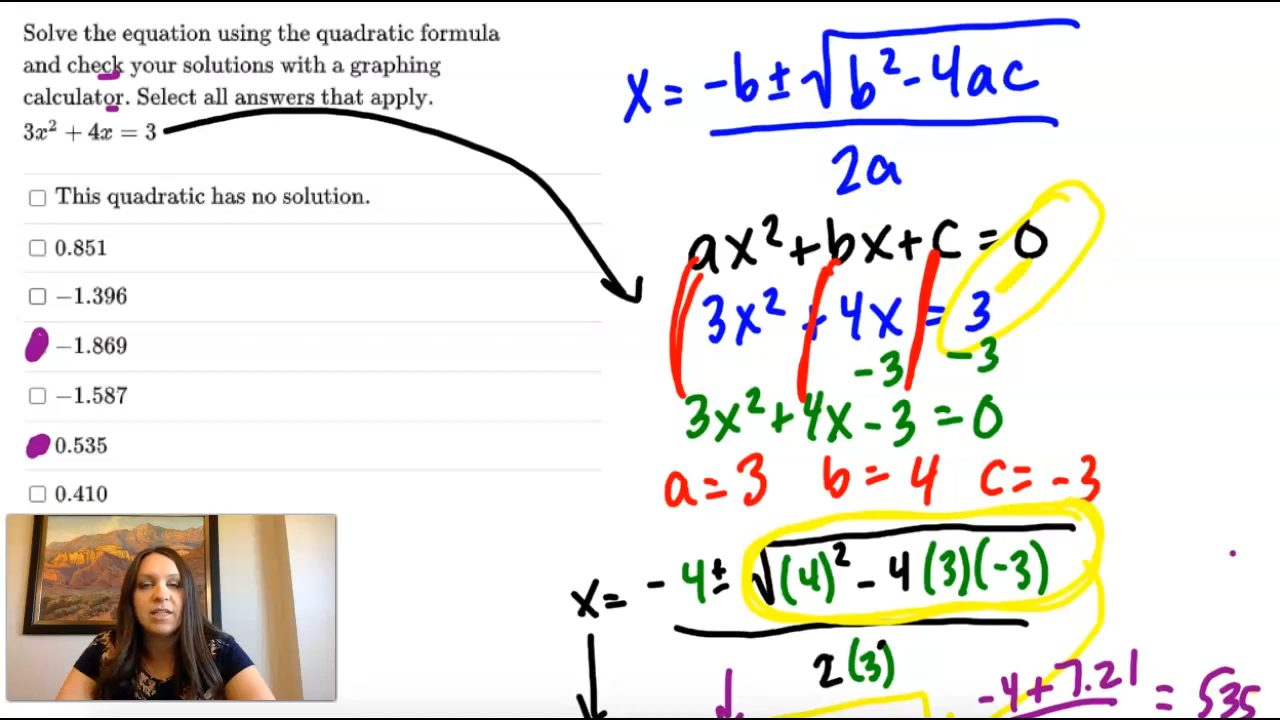 Solve the equation using the quadratic formula
and check your volutions with a graphing
calculator. Select all answers that apply.
3x² + 4x = 3
This quadratic has no solution.
0.851
−1.396
−1.869
−1.587
0.535
0.410
x = -b ± √b² - 4ac
2a
ax² + bx + c = 0
3x² + 4x = 3
-3 -3
3x² + 4x - 3 = 0
a = 3 b = 4 c = -3
x = -4 ± √(4)² - 4(3)(-3)
2(3)
-4 + 7.21 = .535